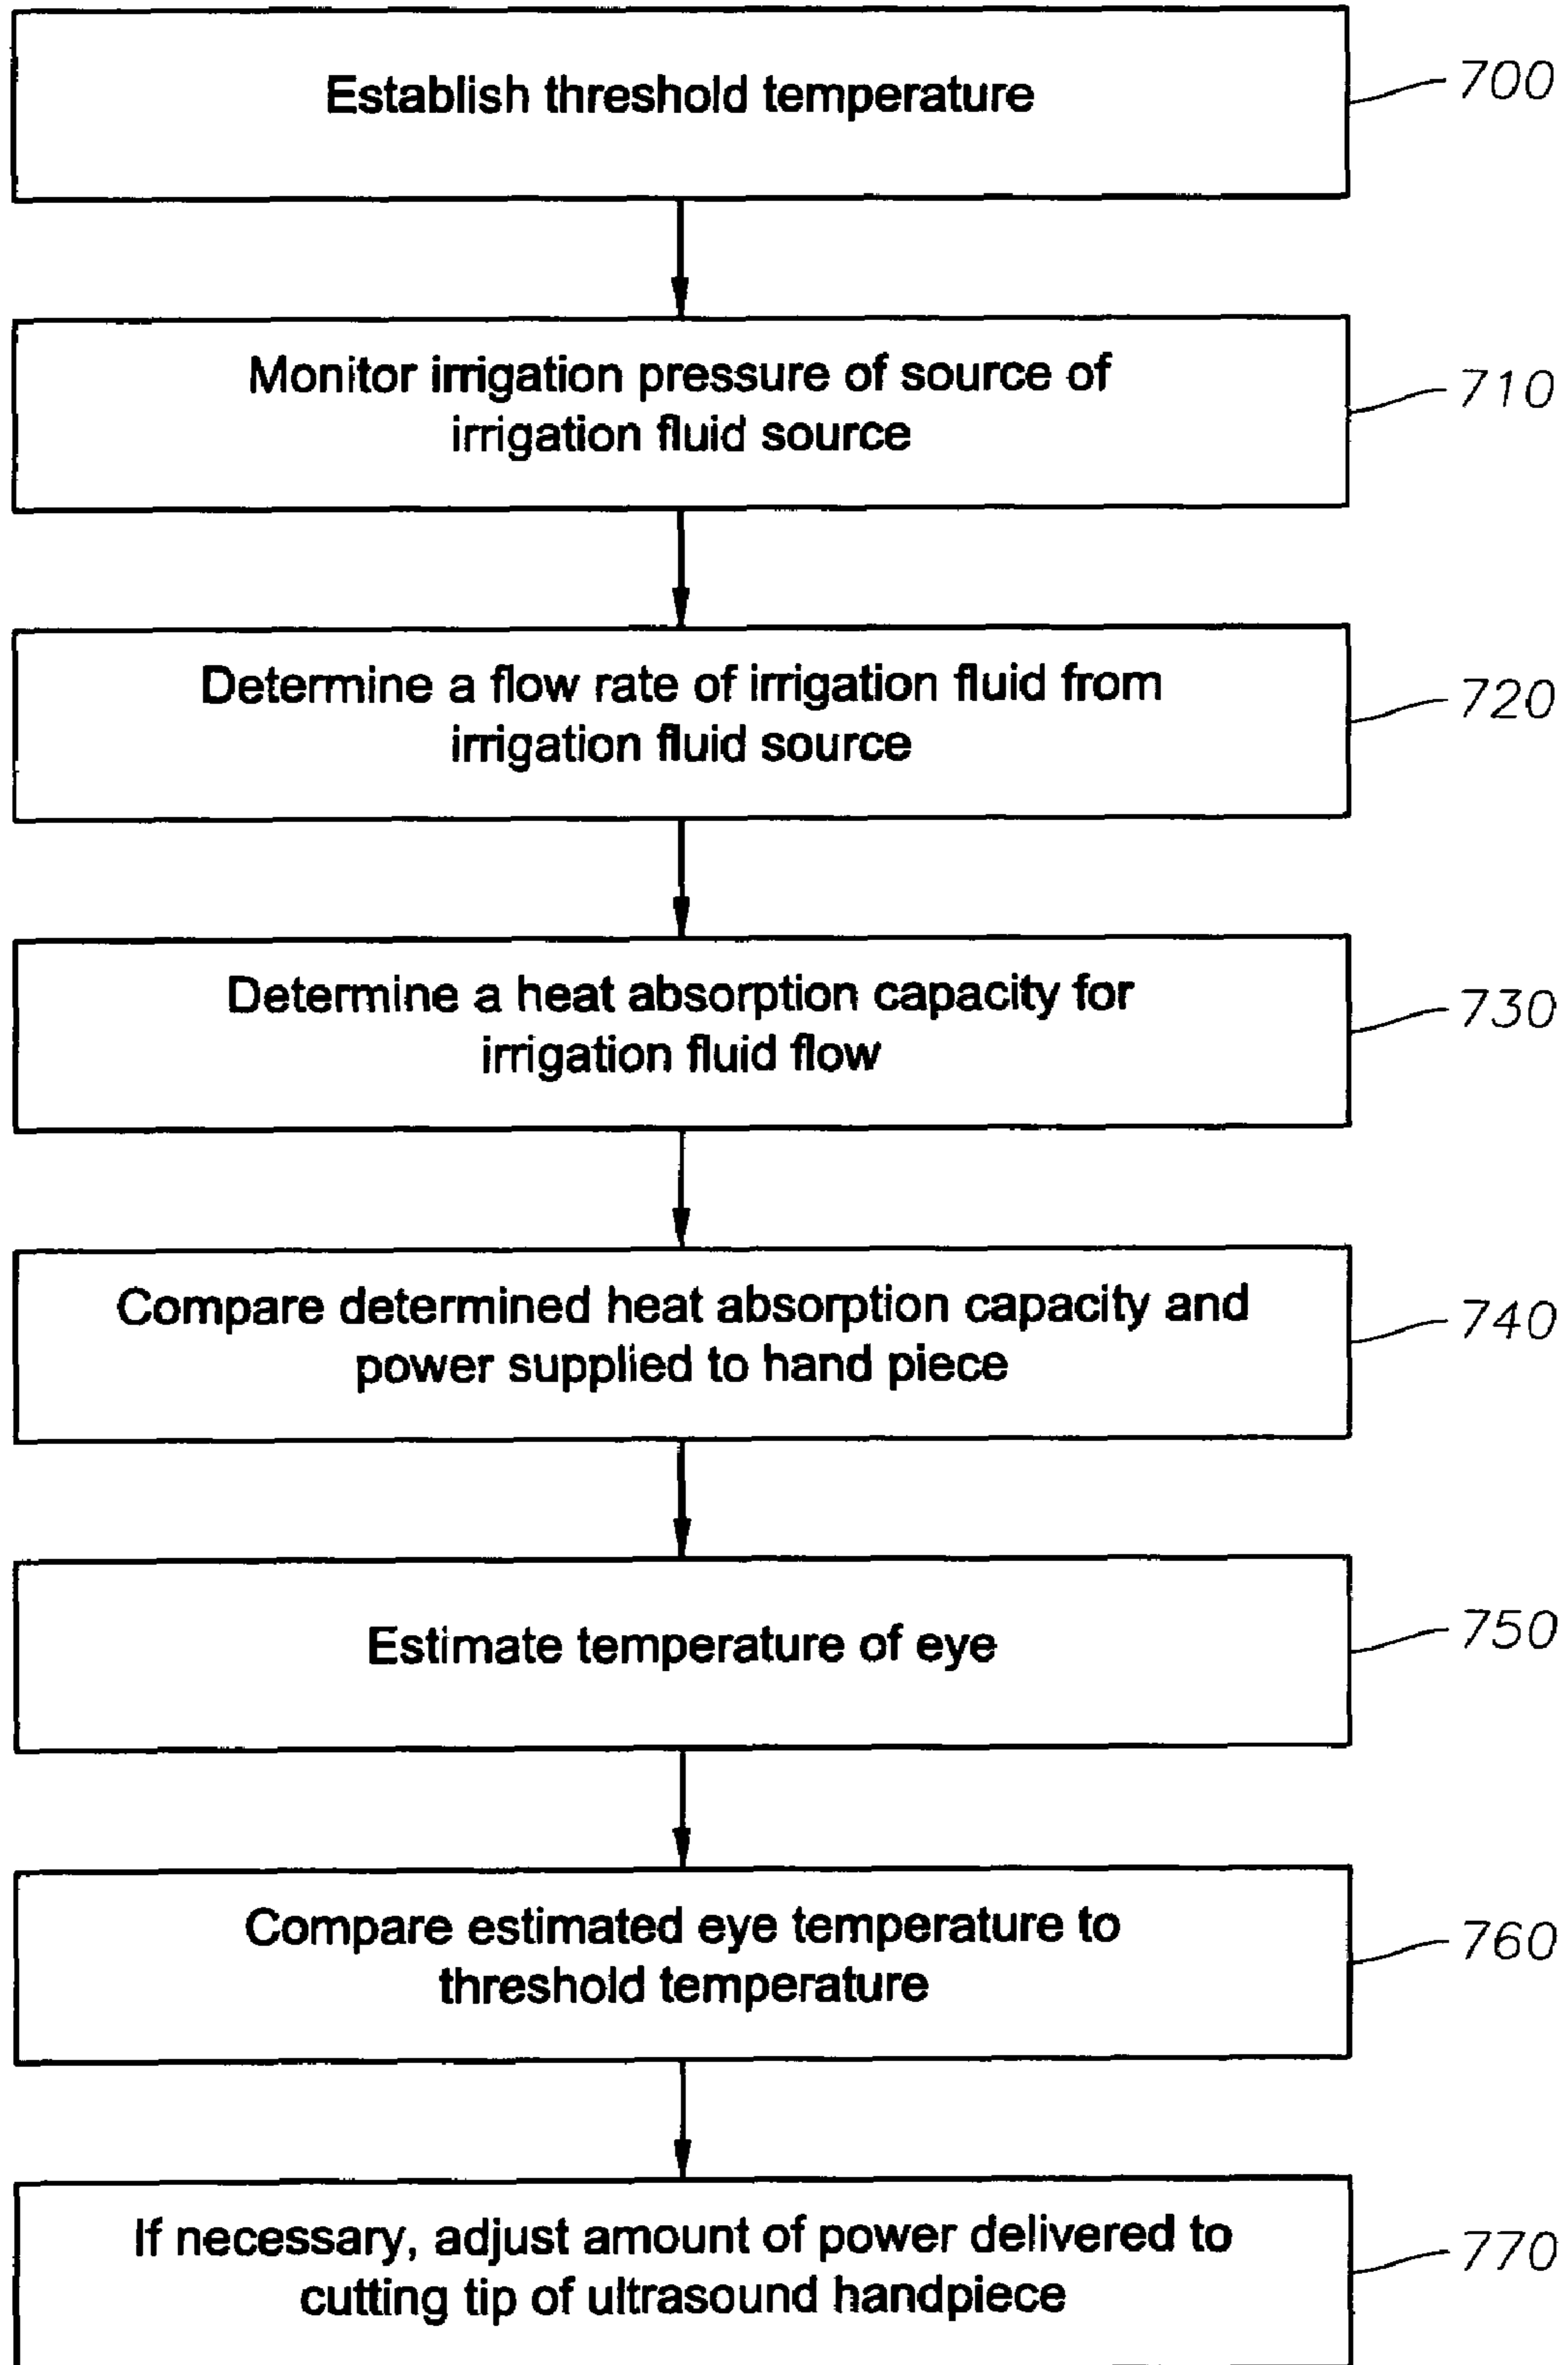 Establish threshold temperature
700
Monitor irrigation pressure of source of
irrigation fluid source
710
Determine a flow rate of irrigation fluid from
irrigation fluid source
720
Determine a heat absorption capacity for
irrigation fluid flow
730
Compare determined heat absorption capacity and
power supplied to hand piece
740
Estimate temperature of eye
750
Compare estimated eye temperature to
threshold temperature
760
If necessary, adjust amount of power delivered to
cutting tip of ultrasound handpiece
770